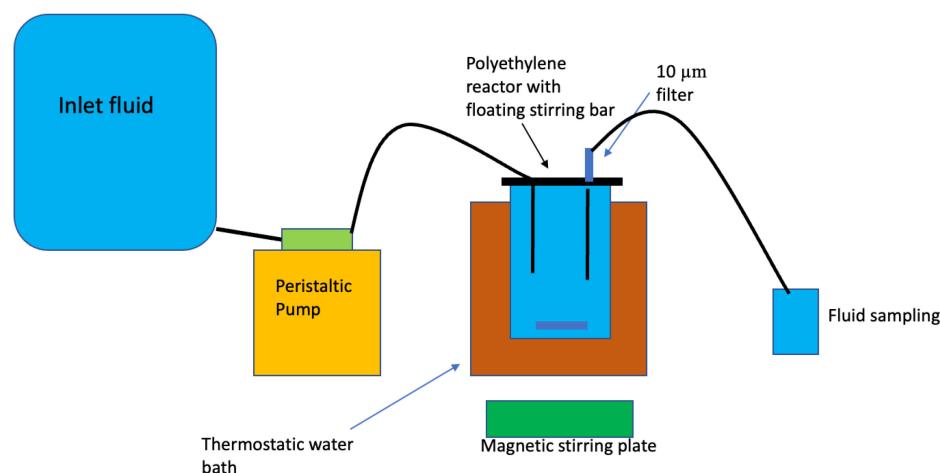 Inlet fluid
Polyethylene
reactor with
floating stirring bar
10 μm
filter
Peristaltic
Pump
Fluid sampling
Thermostatic water
bath
Magnetic stirring plate